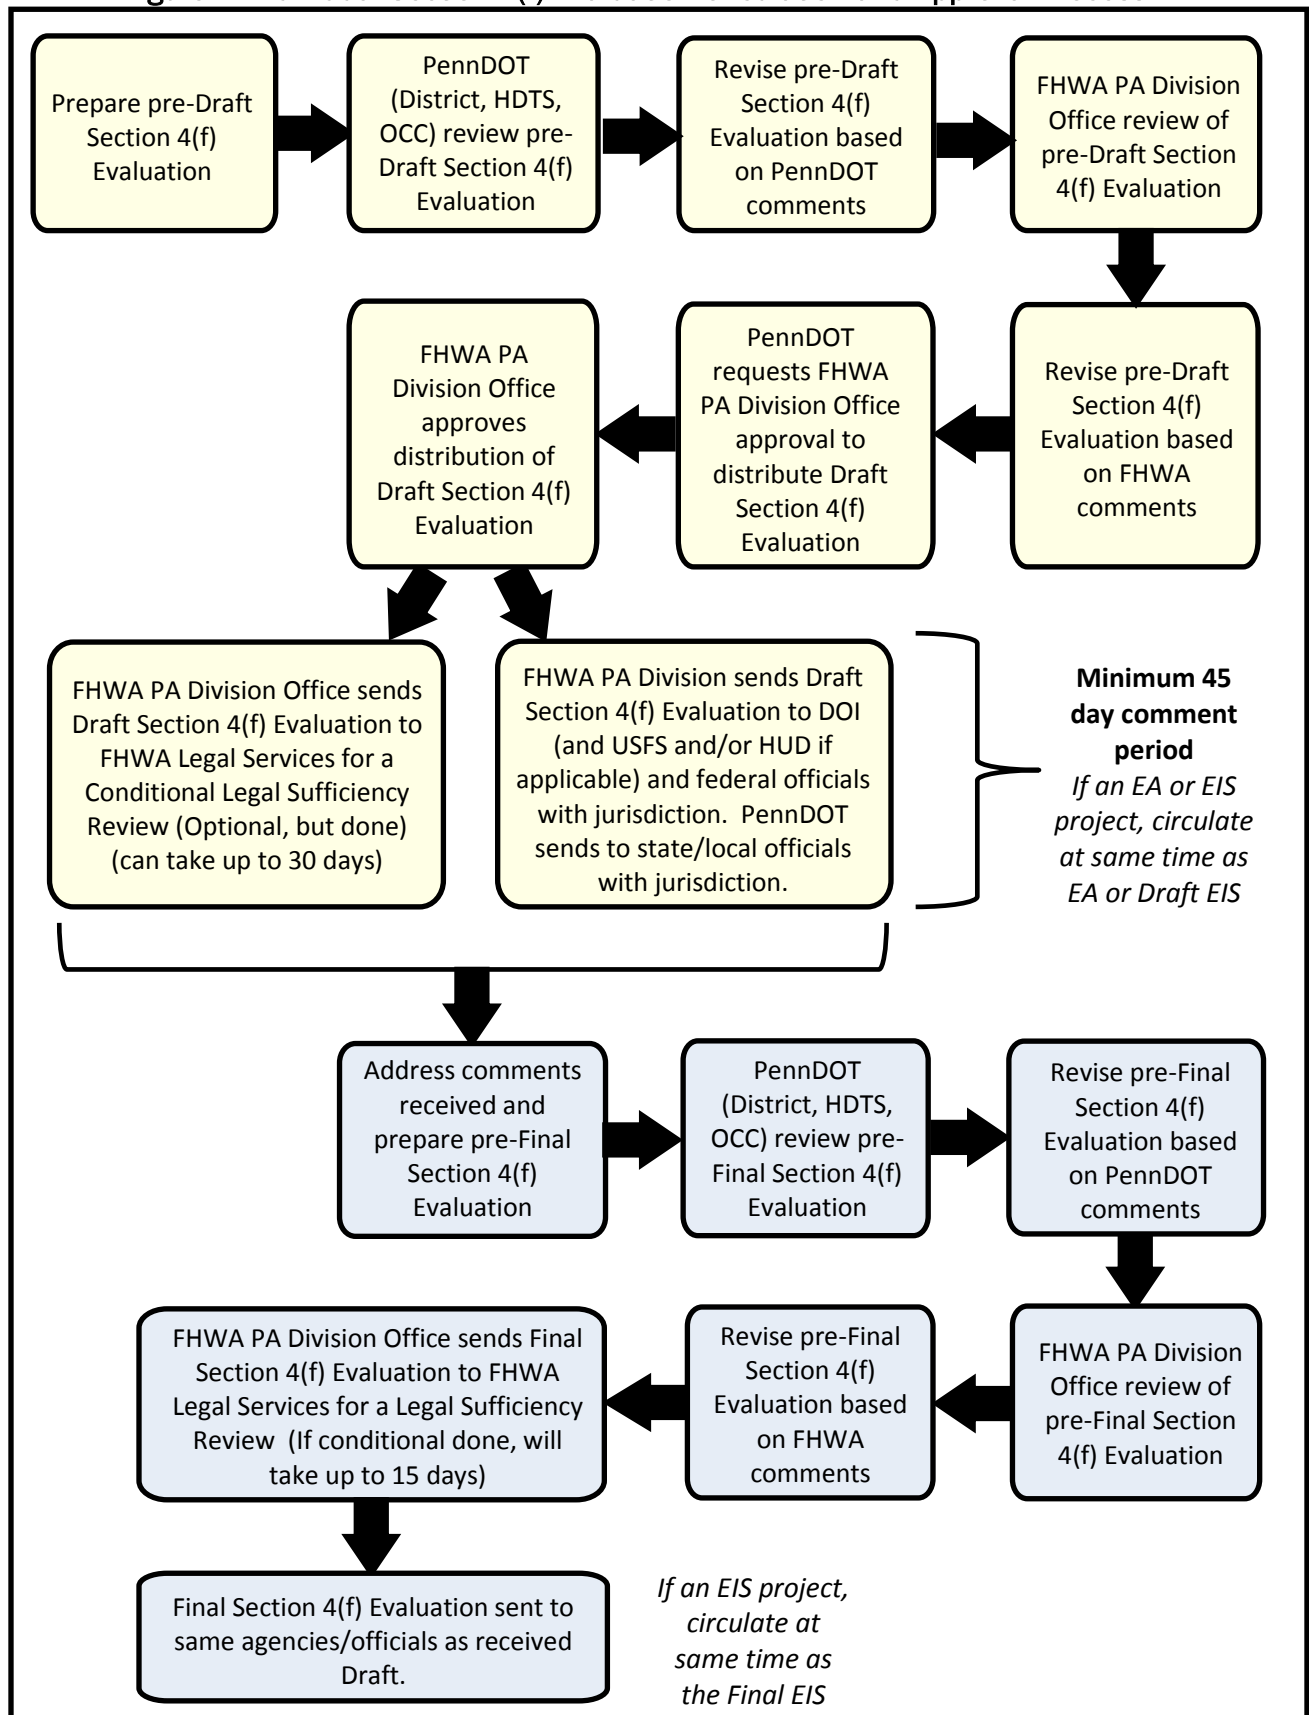 Prepare pre-Draft
Section 4(f)
Evaluation
PennDOT
(District, HDTS,
OCC) review pre-
Draft Section 4(f)
Evaluation
Revise pre-Draft
Section 4(f)
Evaluation based
on PennDOT
comments
FHWA PA Division
Office review of
pre-Draft Section
4(f) Evaluation
Revise pre-Draft
Section 4(f)
Evaluation based
on FHWA
comments
PennDOT
requests FHWA
PA Division Office
approval to
distribute Draft
Section 4(f)
Evaluation
FHWA PA
Division Office
approves
distribution of
Draft Section 4(f)
Evaluation
FHWA PA Division Office sends
Draft Section 4(f) Evaluation to
FHWA Legal Services for a
Conditional Legal Sufficiency
Review (Optional, but done)
(can take up to 30 days)
FHWA PA Division sends Draft
Section 4(f) Evaluation to DOI
(and USFS and/or HUD if
applicable) and federal officials
with jurisdiction.  PennDOT
sends to state/local officials
with jurisdiction.
Minimum 45
day comment
period
If an EA or EIS
project, circulate
at same time as
EA or Draft EIS
Address comments
received and
prepare pre-Final
Section 4(f)
Evaluation
PennDOT
(District, HDTS,
OCC) review pre-
Final Section 4(f)
Evaluation
Revise pre-Final
Section 4(f)
Evaluation based
on PennDOT
comments
FHWA PA Division
Office review of
pre-Final Section
4(f) Evaluation
Revise pre-Final
Section 4(f)
Evaluation based
on FHWA
comments
FHWA PA Division Office sends Final
Section 4(f) Evaluation to FHWA
Legal Services for a Legal Sufficiency
Review  (If conditional done, will
take up to 15 days)
Final Section 4(f) Evaluation sent to
same agencies/officials as received
Draft.
If an EIS project,
circulate at
same time as
the Final EIS